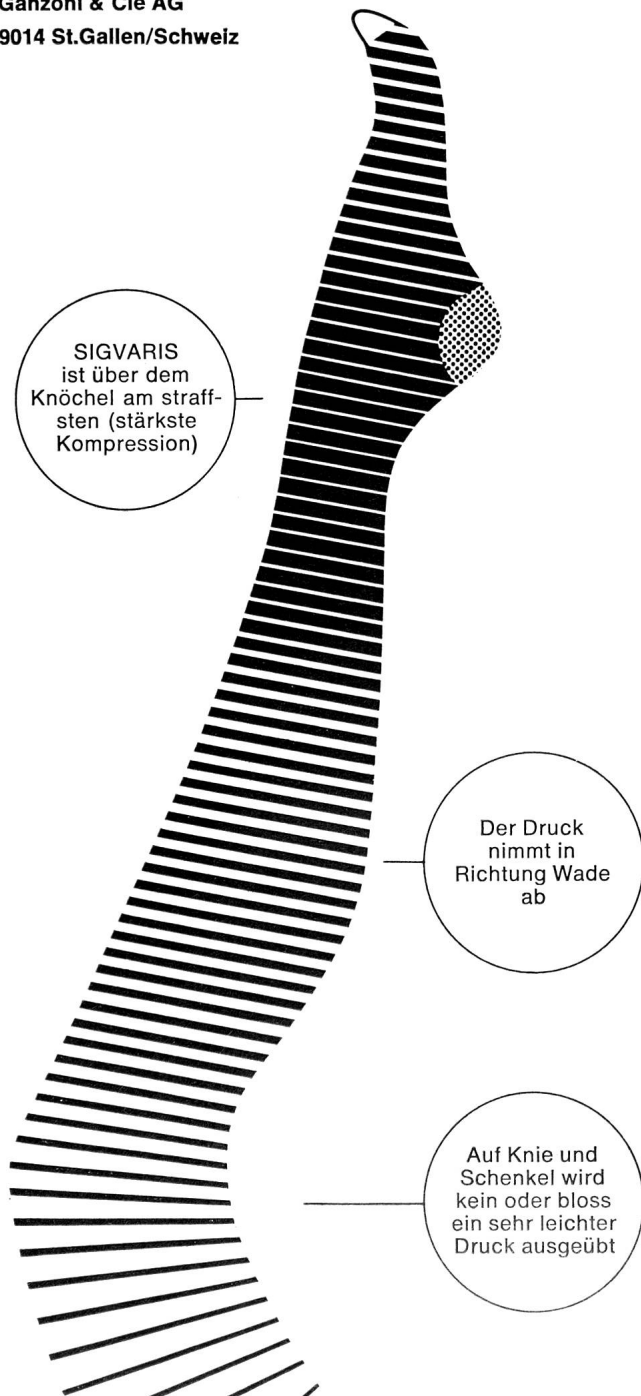 Ganzoni & Cie AG
9014 St.Gallen/Schweiz
SIGVARIS
ist über dem
Knöchel am straff-
sten (stärkste
Kompression)
Der Druck
nimmt in
Richtung Wade
ab
Auf Knie und
Schenkel wird
kein oder bloss
ein sehr leichter
Druck ausgeübt